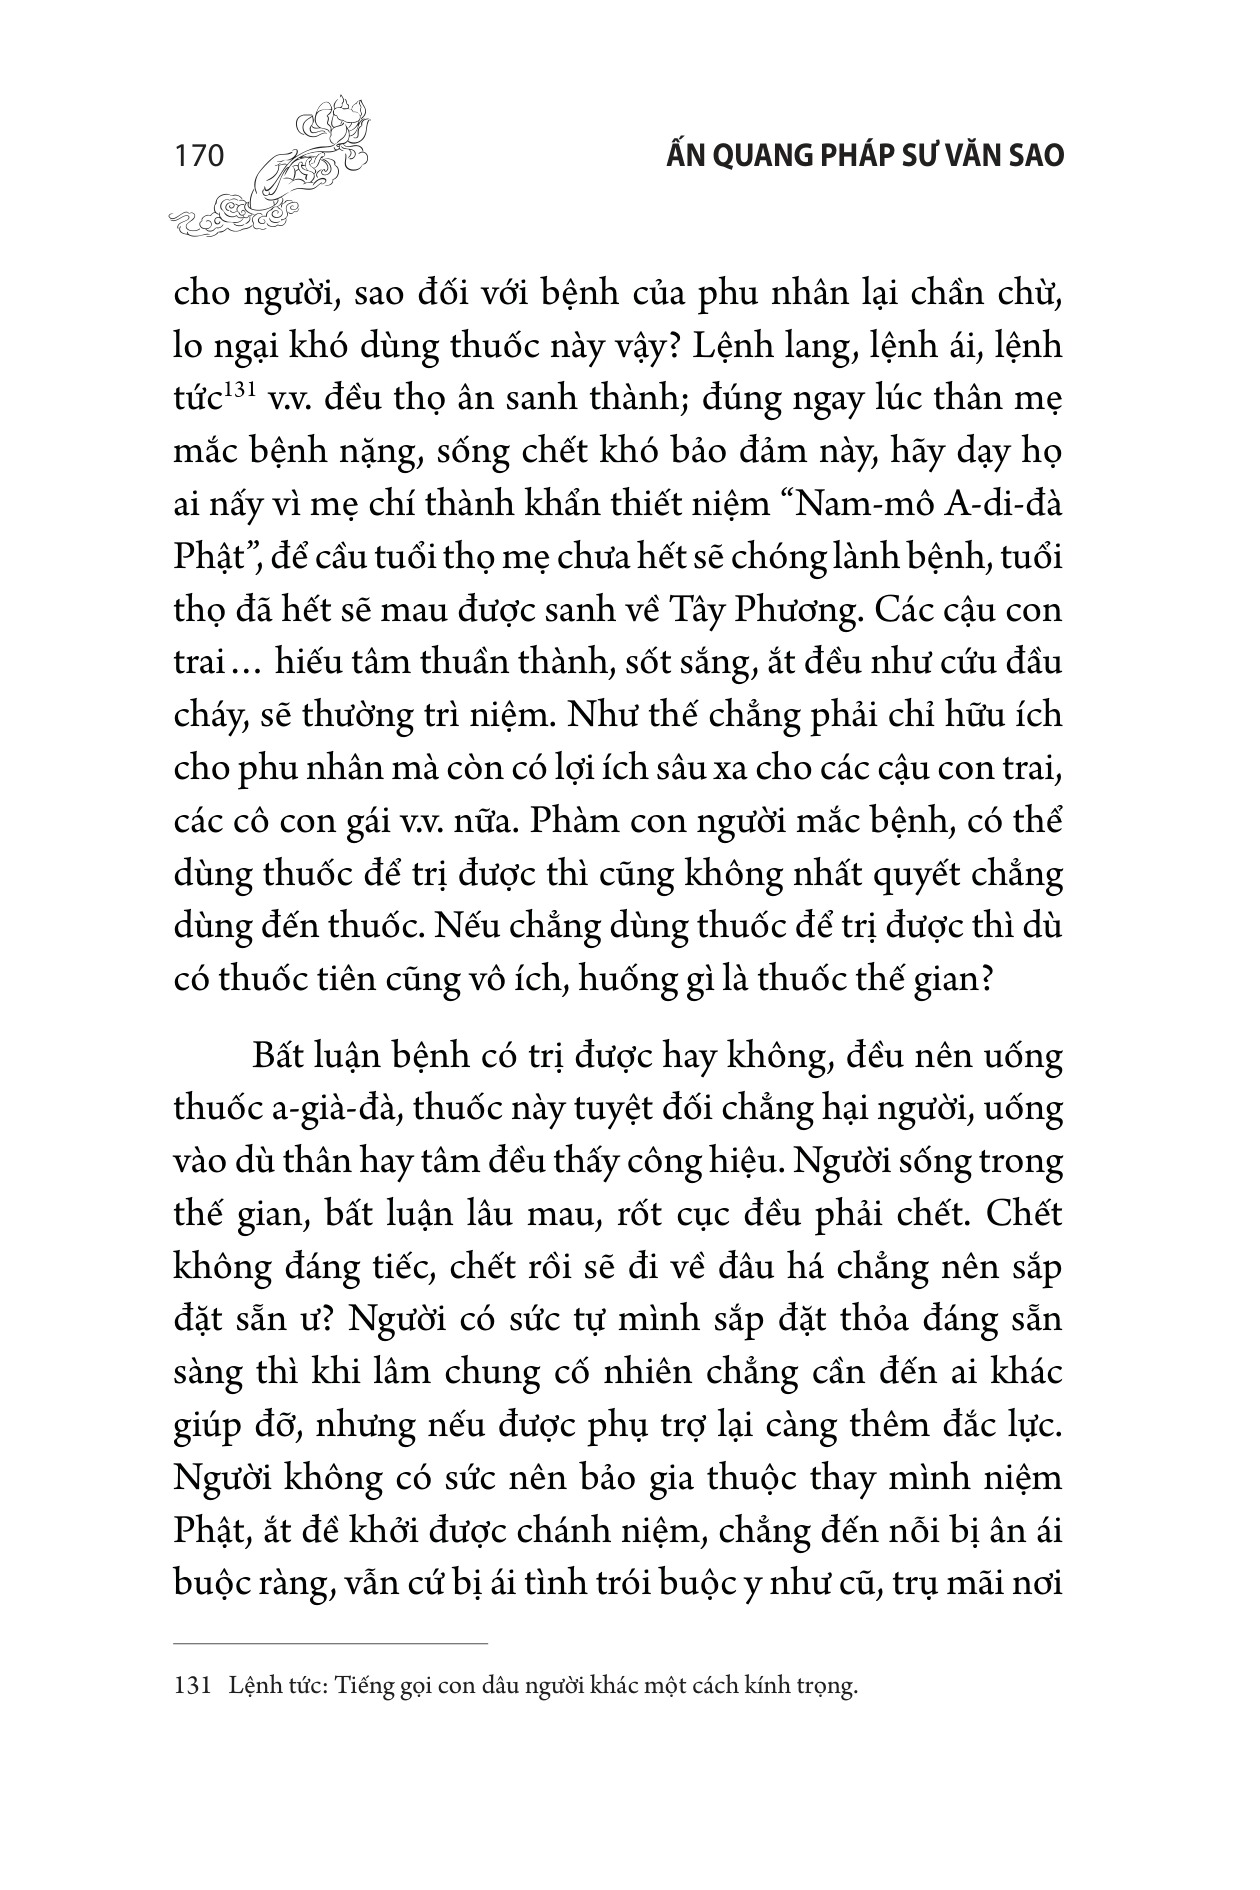 170
ẤN QUANG PHÁP SƯ VĂN SAO
cho người, sao đối với bệnh của phu nhân lại chần chừ,
lo ngại khó dùng thuốc này vậy? Lệnh lang, lệnh ái, lệnh
tức131 v.v. đều thọ ân sanh thành; đúng ngay lúc thân mẹ
mắc bệnh nặng, sống chết khó bảo đảm này, hãy dạy họ
ai nấy vì mẹ chí thành khẩn thiết niệm “Nam-mô A-di-đà
Phật”, để cầu tuổi thọ mẹ chưa hết sẽ chóng lành bệnh, tuổi
thọ đã hết sẽ mau được sanh về Tây Phương. Các cậu con
trai… hiếu tâm thuần thành, sốt sắng, ắt đều như cứu đầu
cháy, sẽ thường trì niệm. Như thế chẳng phải chỉ hữu ích
cho phu nhân mà còn có lợi ích sâu xa cho các cậu con trai,
các cô con gái v.v. nữa. Phàm con người mắc bệnh, có thể
dùng thuốc để trị được thì cũng không nhất quyết chẳng
dùng đến thuốc. Nếu chẳng dùng thuốc để trị được thì dù
có thuốc tiên cũng vô ích, huống gì là thuốc thế gian?
Bất luận bệnh có trị được hay không, đều nên uống
thuốc a-già-đà, thuốc này tuyệt đối chẳng hại người, uống
vào dù thân hay tâm đều thấy công hiệu. Người sống trong
thế gian, bất luận lâu mau, rốt cục đều phải chết. Chết
không đáng tiếc, chết rồi sẽ đi về đâu há chẳng nên sắp
đặt sẵn ư? Người có sức tự mình sắp đặt thỏa đáng sẵn
sàng thì khi lâm chung cố nhiên chẳng cần đến ai khác
giúp đỡ, nhưng nếu được phụ trợ lại càng thêm đắc lực.
Người không có sức nên bảo gia thuộc thay mình niệm
Phật, ắt đề khởi được chánh niệm, chẳng đến nỗi bị ân ái
buộc ràng, vẫn cứ bị ái tình trói buộc y như cũ, trụ mãi nơi
131 Lệnh tức: Tiếng gọi con dâu người khác một cách kính trọng.